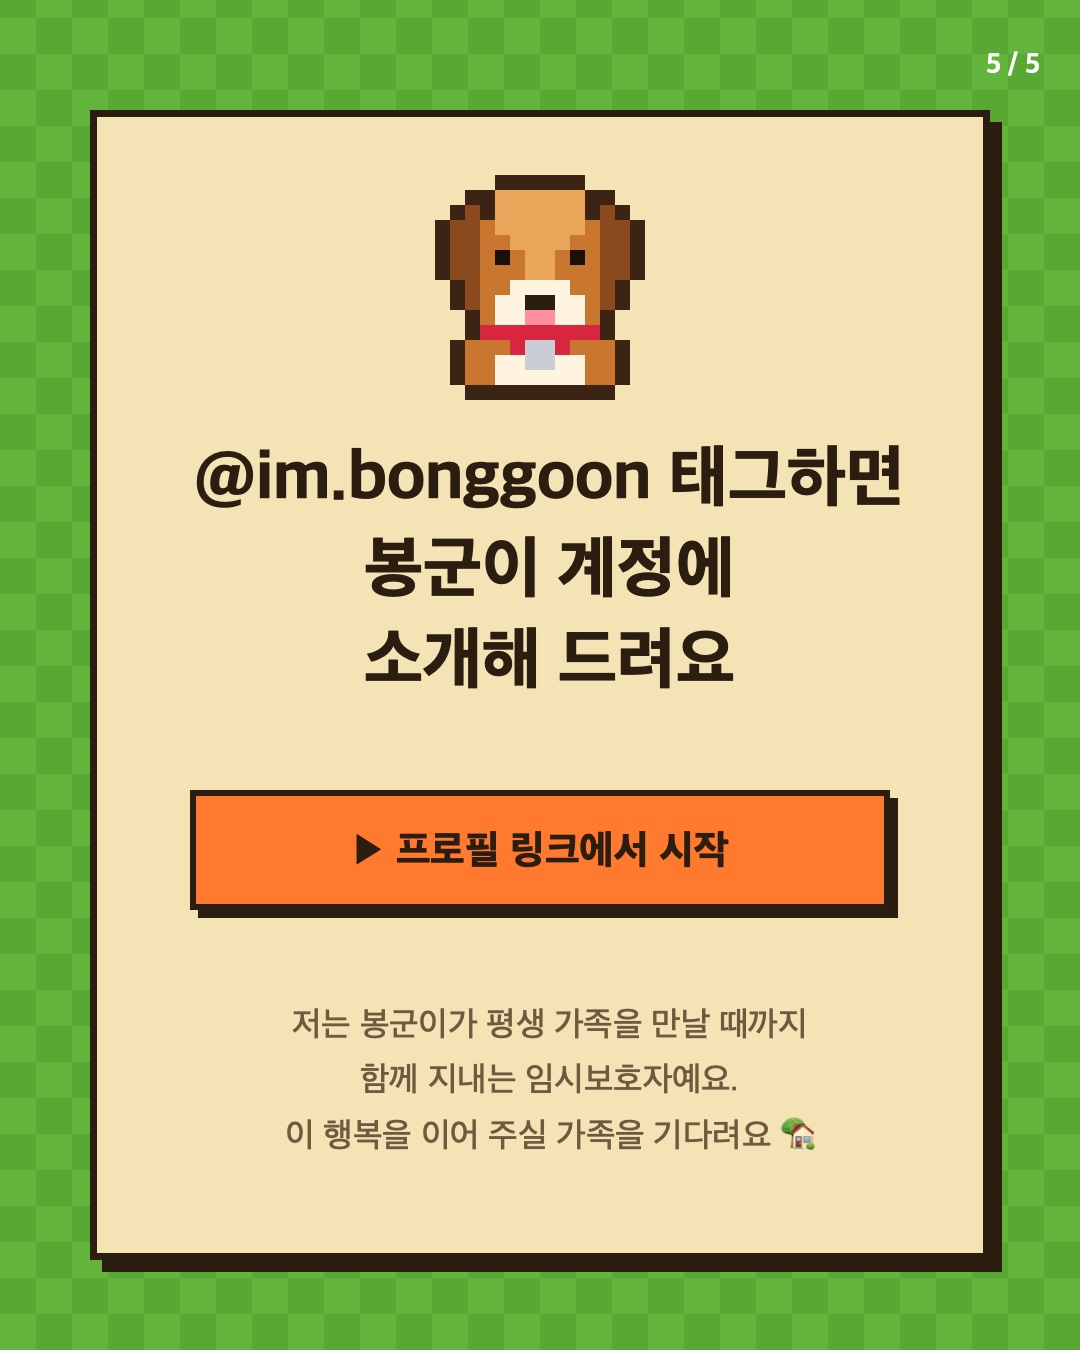 5 / 5
@im.bonggoon 태그하면
봉군이 계정에
소개해 드려요
▶ 프로필 링크에서 시작
저는 봉군이가 평생 가족을 만날 때까지
함께 지내는 임시보호자예요.
이 행복을 이어 주실 가족을 기다려요 🏡